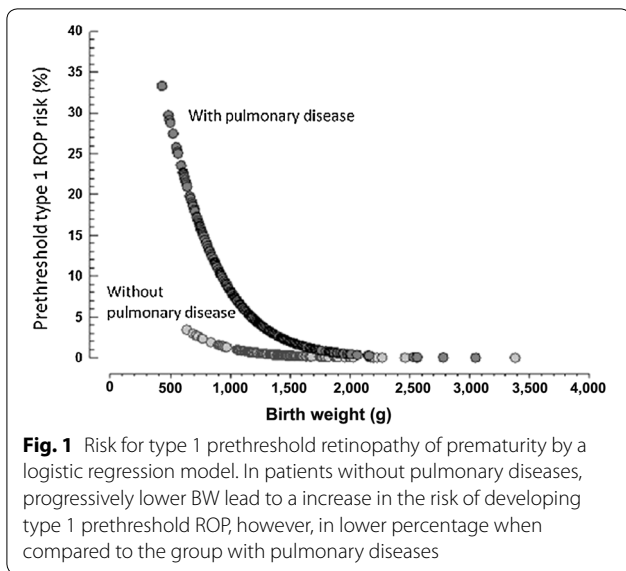 40
35
30
25
20
15
10
5
0
Prethreshold type 1 ROP risk (%)
With pulmonary disease
Without
pulmonary disease
0
500
1,000
1,500
2,000
2,500
3,000
3,500
4,000
Birth weight (g)
Fig. 1 Risk for type 1 prethreshold retinopathy of prematurity by a
logistic regression model. In patients without pulmonary diseases,
progressively lower BW lead to a increase in the risk of developing
type 1 prethreshold ROP, however, in lower percentage when
compared to the group with pulmonary diseases